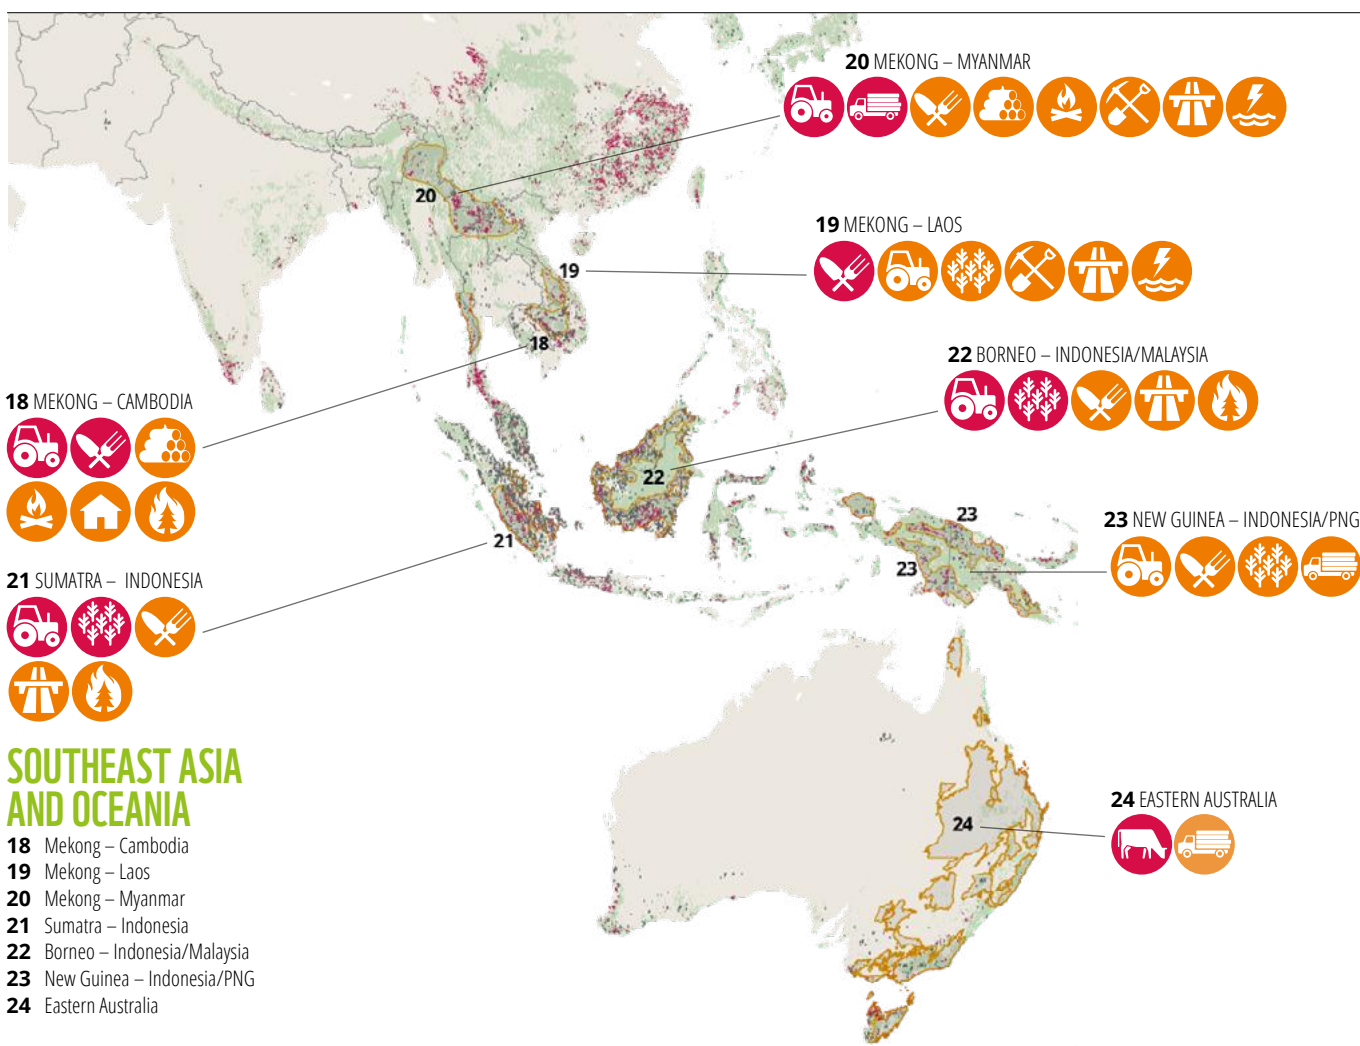 20 MEKONG – MYANMAR
20
19 MEKONG – LAOS
19
22 BORNEO – INDONESIA/MALAYSIA
18
18 MEKONG – CAMBODIA
22
23
23 NEW GUINEA – INDONESIA/PNG
21
23
21 SUMATRA – INDONESIA
SOUTHEAST ASIA
AND OCEANIA
24 EASTERN AUSTRALIA
24
18 Mekong – Cambodia
19 Mekong – Laos
20 Mekong – Myanmar
21 Sumatra – Indonesia
22 Borneo – Indonesia/Malaysia
23 New Guinea – Indonesia/PNG
24 Eastern Australia